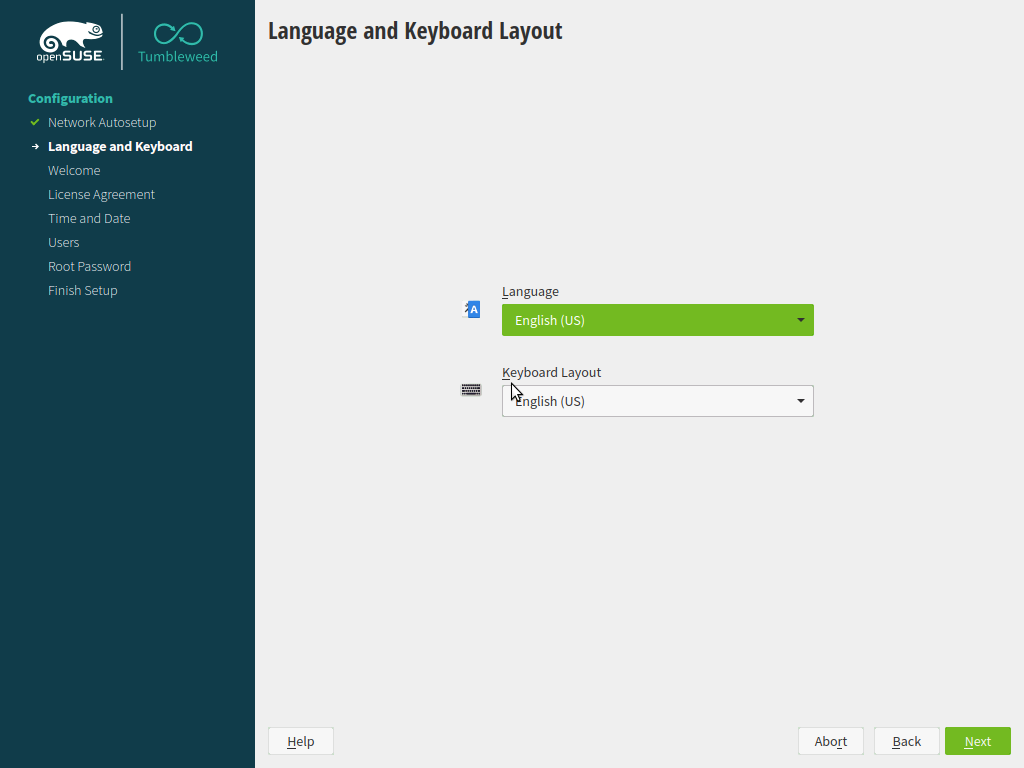 openSUSE
Tumbleweed
Configuration
Network Autosetup
Language and Keyboard
Welcome
License Agreement
Time and Date
Users
Root Password
Finish Setup
Language and Keyboard Layout
Language
A
English (US)
Keyboard Layout
English (US)
Help
Abort
Back
Next